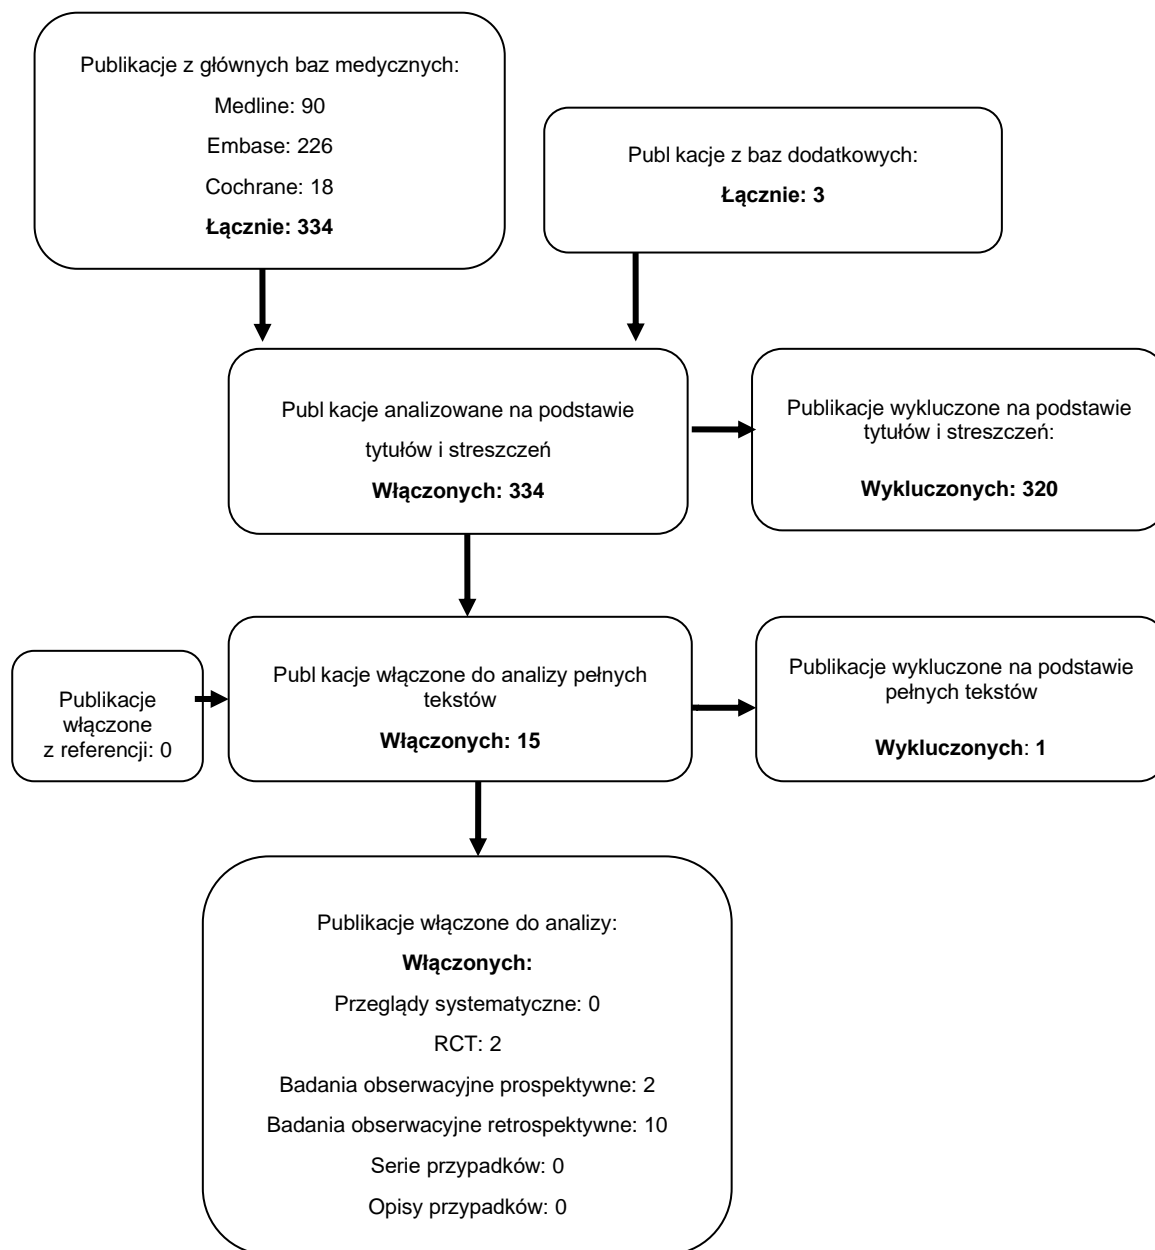 Publikacje z głównych baz medycznych:
Medline: 90
Embase: 226
Cochrane: 18
Łącznie: 334
Publ kacje z baz dodatkowych:
Łącznie: 3
Publ kacje analizowane na podstawie
tytułów i streszczeń
Włączonych: 334
Publikacje wykluczone na podstawie
tytułów i streszczeń:
Wykluczonych: 320
Publikacje
włączone
z referencji: 0
Publ kacje włączone do analizy pełnych
tekstów
Włączonych: 15
Publikacje wykluczone na podstawie
pełnych tekstów
Wykluczonych: 1
Publikacje włączone do analizy:
Włączonych:
Przeglądy systematyczne: 0
RCT: 2
Badania obserwacyjne prospektywne: 2
Badania obserwacyjne retrospektywne: 10
Serie przypadków: 0
Opisy przypadków: 0